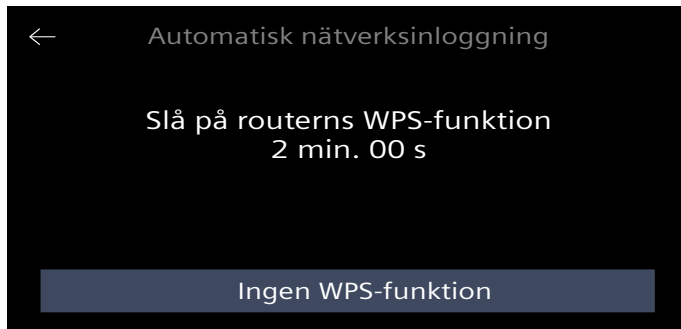 Automatisk nätverksinloggning
Slå på routerns WPS-funktion
2 min. 00 s
Ingen WPS-funktion